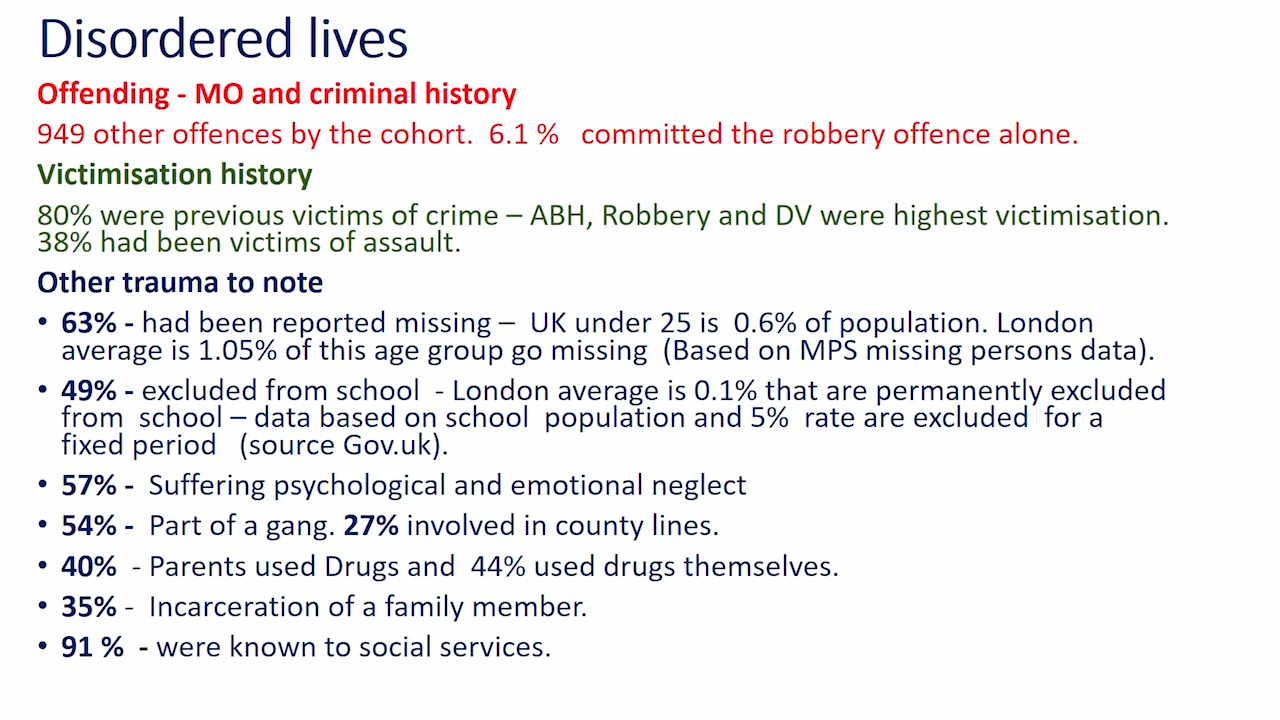 Disordered lives
Offending - MO and criminal history
949 other offences by the cohort. 6.1 % committed the robbery offence alone.
Victimisation history
80% were previous victims of crime – ABH, Robbery and DV were highest victimisation.
38% had been victims of assault.
Other trauma to note
• 63% - had been reported missing – UK under 25 is 0.6% of population. London
average is 1.05% of this age group go missing (Based on MPS missing persons data).
• 49% - excluded from school - London average is 0.1% that are permanently excluded
from school – data based on school population and 5% rate are excluded for a
fixed period (source Gov.uk).
• 57% - Suffering psychological and emotional neglect
• 54% - Part of a gang. 27% involved in county lines.
• 40% - Parents used Drugs and 44% used drugs themselves.
• 35% - Incarceration of a family member.
• 91 % - were known to social services.